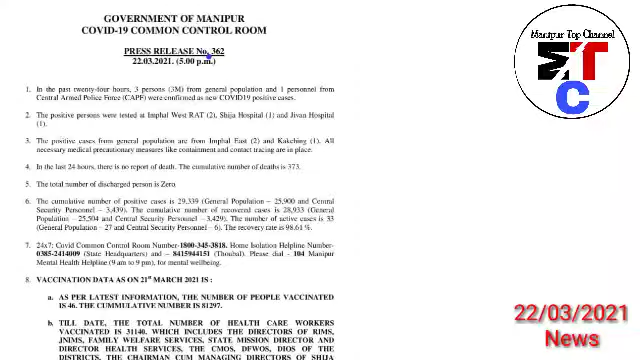 GOVERNMENT OF MANIPUR
COVID-19 COMMON CONTROL ROOM
PRESS RELEASE No. 362
22.03.2021. (5.00 p.m.)
1. In the past twenty-four hours, 3 persons (3M) from general population and 1 personnel from
Central Armed Police Force (CAPF) were confirmed as new COVID19 positive cases.
2. The positive persons were tested at Imphal West RAT (2), Shija Hospital (1) and Jivan Hospital
(1).
3. The positive cases from general population are from Imphal East (2) and Kakching (1). All
necessary medical precautionary measures like containment and contact tracing are in place.
4. In the last 24 hours, there is no report of death. The cumulative number of deaths is 373.
5. The total number of discharged person is Zero.
6. The cumulative number of positive cases is 29,339 (General Population – 25,900 and Central
Security Personnel – 3,439). The cumulative number of recovered cases is 28,933 (General
Population – 25,504 and Central Security Personnel – 3,429). The number of active cases is 33
(General Population – 27 and Central Security Personnel – 6). The recovery rate is 98.61%.
7. 24x7: Covid Common Control Room Number-1800-345-3818. Home Isolation Helpline Number-
0385-2414009 (State Headquarters) and – 8415944151 (Thoubal). Please dial - 104 Manipur
Mental Health Helpline (9 am to 9 pm), for mental wellbeing.
8. VACCINATION DATA AS ON 21ST MARCH 2021 IS :
a. AS PER LATEST INFORMATION, THE NUMBER OF PEOPLE VACCINATED
IS 46. THE CUMMULATIVE NUMBER IS 81297.
b. TILL DATE, THE TOTAL NUMBER OF HEALTH CARE WORKERS
VACCINATED IS 31140. WHICH INCLUDES THE DIRECTORS OF RIMS,
JNIMS, FAMILY WELFARE SERVICES, STATE MISSION DIRECTOR AND
DIRECTOR HEALTH SERVICES, THE CMOS, DFWOS, DIOS OF THE
DISTRICTS, THE CHAIRMAN CUM MANAGING DIRECTORS OF SHIJA
Manipur Top Channel
MTC
22/03/2021
News